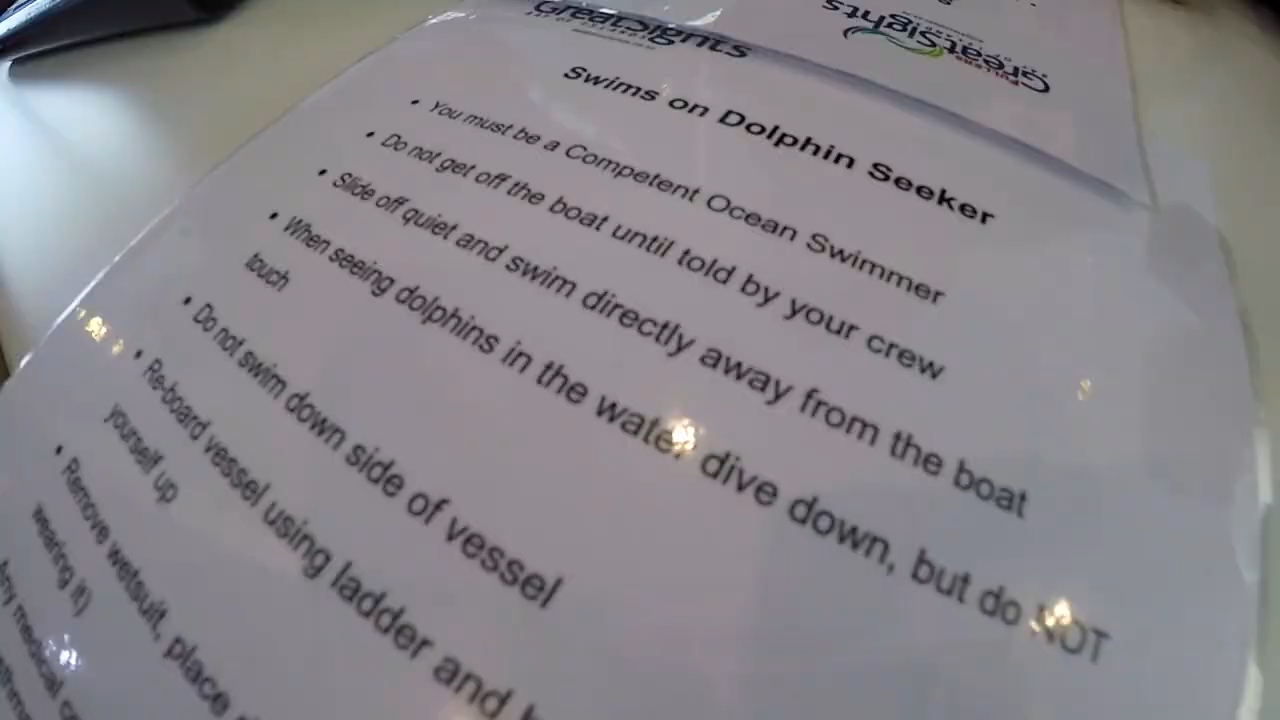 GreatSights
FULLERS
GreatSights
Swims on Dolphin Seeker
• You must be a Competent Ocean Swimmer
• Do not get off the boat until told by your crew
• Slide off quiet and swim directly away from the boat
• When seeing dolphins in the water dive down, but do NOT
touch
• Do not swim down side of vessel
• Re-board vessel using ladder and
yourself up
• Remove wetsuit, place
wearing it)
Any medical